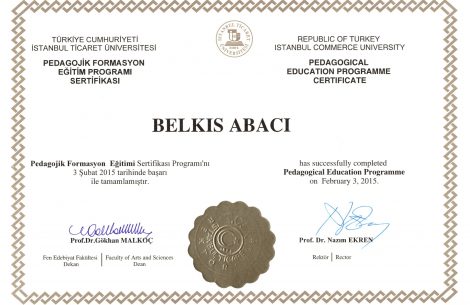 TÜRKİYE CUMHURİYETİ
İSTANBUL TİCARET ÜNİVERSİTESİ
PEDAGOJİK FORMASYON
EĞİTİM PROGRAMI
SERTİFİKASI
REPUBLIC OF TURKEY
ISTANBUL COMMERCE UNIVERSITY
PEDAGOGICAL
EDUCATION PROGRAMME
CERTIFICATE
BELKIS ABACI
Pedagojik Formasyon Eğitimi Sertifikası Programı'nı
3 Şubat 2015 tarihinde başarı
ile tamamlamıştır.
has successfully completed
Pedagogical Education Programme
on February 3, 2015.
Prof.Dr.Gökhan MALKOÇ
Fen Edebiyat Fakültesi | Faculty of Arts and Sciences
Dekan | Dean
Prof. Dr. Nazım EKREN
Rektör | Rector